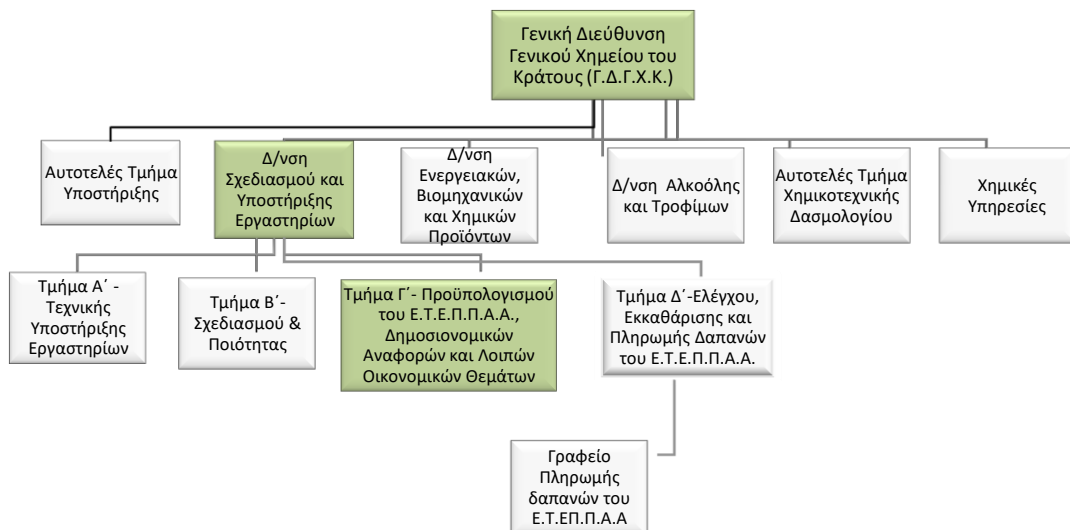 Γενική Διεύθυνση
Γενικού Χημείου του
Κράτους (Γ.Δ.Γ.Χ.Κ.)
Αυτοτελές Τμήμα
Υποστήριξης
Δ/νση
Σχεδιασμού και
Υποστήριξης
Εργαστηρίων
Δ/νση
Ενεργειακών,
Βιομηχανικών
και Χημικών
Προϊόντων
Δ/νση Αλκοόλης
και Τροφίμων
Αυτοτελές Τμήμα
Χημικοτεχνικής
Δασμολογίου
Χημικές
Υπηρεσίες
Τμήμα Α΄ -
Τεχνικής
Υποστήριξης
Εργαστηρίων
Τμήμα Β΄-
Σχεδιασμού &
Ποιότητας
Τμήμα Γ΄- Προϋπολογισμού
του Ε.Τ.Ε.Π.Π.Α.Α.,
Δημοσιονομικών
Αναφορών και Λοιπών
Οικονομικών Θεμάτων
Τμήμα Δ΄-Ελέγχου,
Εκκαθάρισης και
Πληρωμής Δαπανών
του Ε.Τ.Ε.Π.Π.Α.Α.
Γραφείο
Πληρωμής
δαπανών του
Ε.Τ.ΕΠ.Π.Α.Α